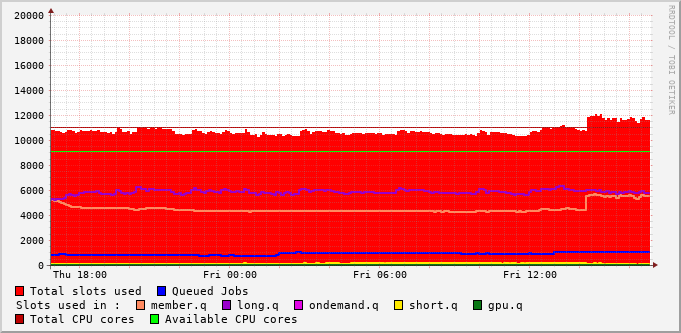 RRDTOOL / TOBI OETIKER
20000
18000
16000
14000
12000
10000
8000
6000
4000
2000
0
Thu 18:00 Fri 00:00 Fri 06:00 Fri 12:00
Total slots used Queued Jobs
Slots used in : member.q long.q ondemand.q short.q gpu.q
Total CPU cores Available CPU cores